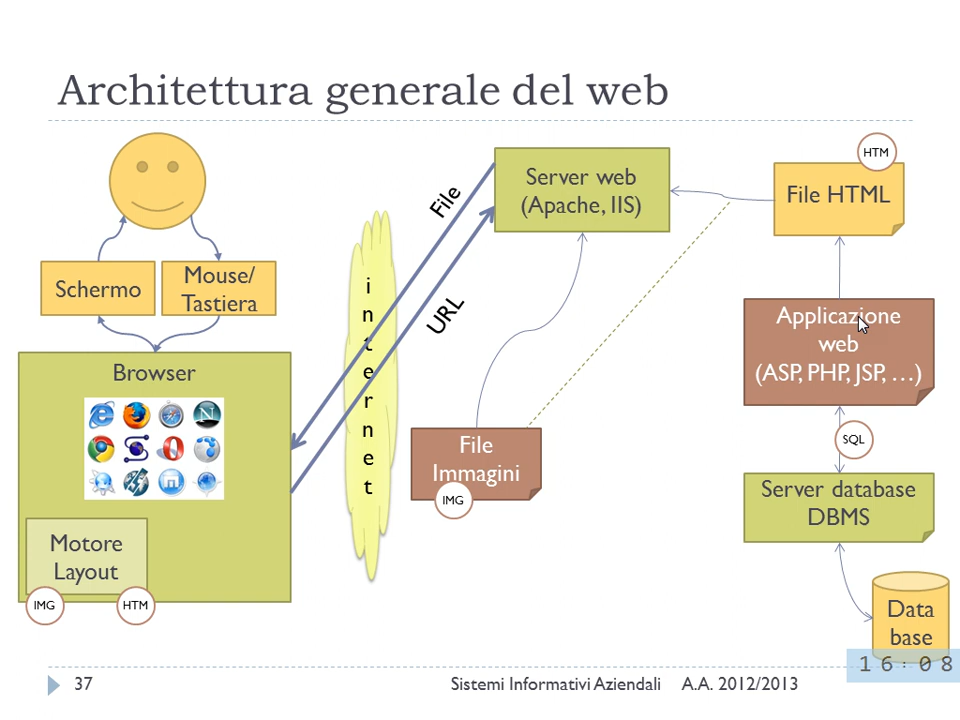 Architettura generale del web
Schermo
Mouse/
Tastiera
Browser
Motore
Layout
IMG
HTM
i
n
t
e
r
n
e
t
File
URL
Server web
(Apache, IIS)
File
Immagini
IMG
HTM
File HTML
Applicazione
web
(ASP, PHP, JSP, …)
SQL
Server database
DBMS
Data
base
37
Sistemi Informativi Aziendali
A.A. 2012/2013
16:08